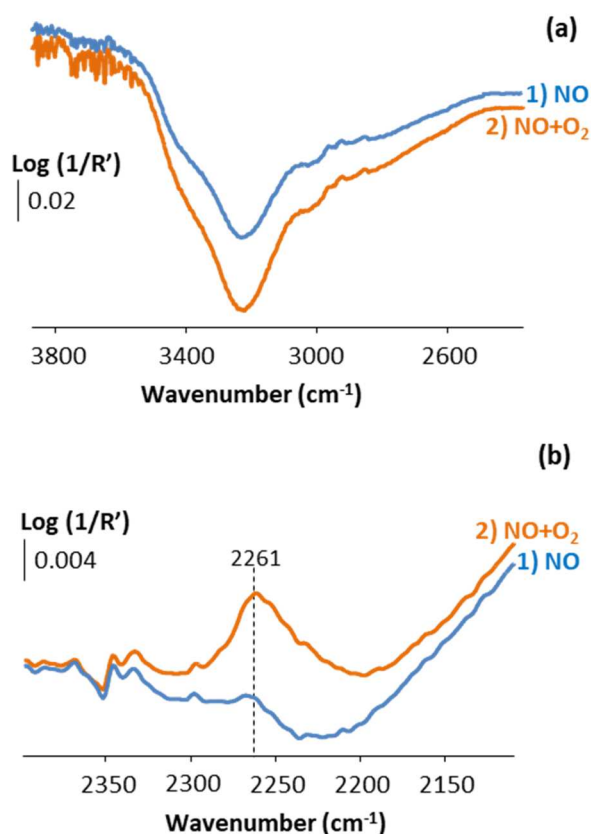 (a)
1) NO
2) NO+O₂
Log (1/R’)
0.02
3800 3400 3000 2600
Wavenumber (cm⁻¹)
(b)
Log (1/R’)
0.004
2261
2) NO+O₂
1) NO
2350 2300 2250 2200 2150
Wavenumber (cm⁻¹)